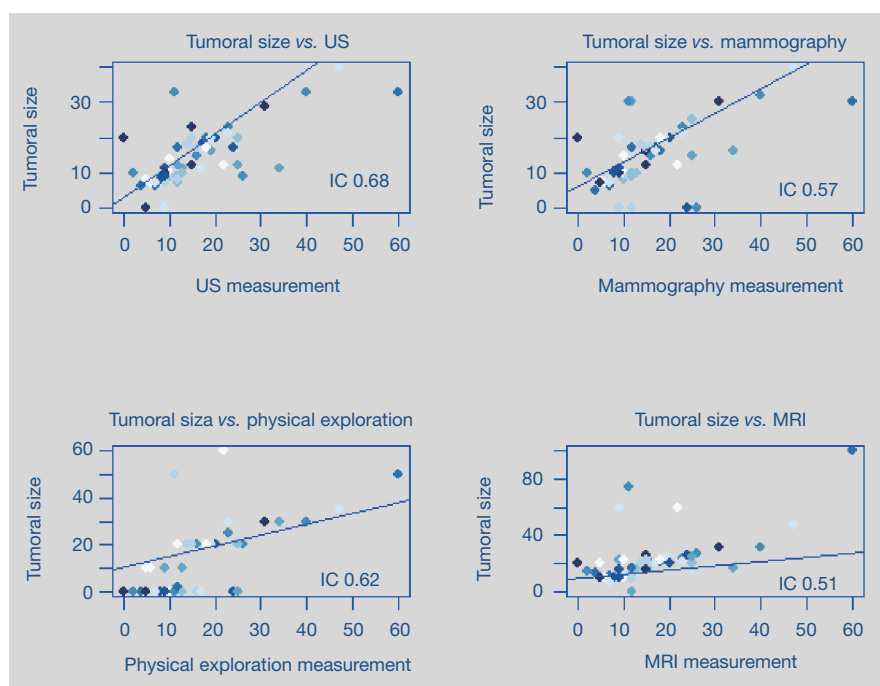 Tumoral size vs. US
Tumoral size
30
10
0
IC 0.68
0 10 20 30 40 50 60
US measurement
Tumoral size vs. mammography
Tumoral size
30
10
0
IC 0.57
0 10 20 30 40 50 60
Mammography measurement
Tumoral siza vs. physical exploration
Tumoral size
60
40
20
0
IC 0.62
0 10 20 30 40 50 60
Physical exploration measurement
Tumoral size vs. MRI
Tumoral size
80
40
0
IC 0.51
0 10 20 30 40 50 60
MRI measurement